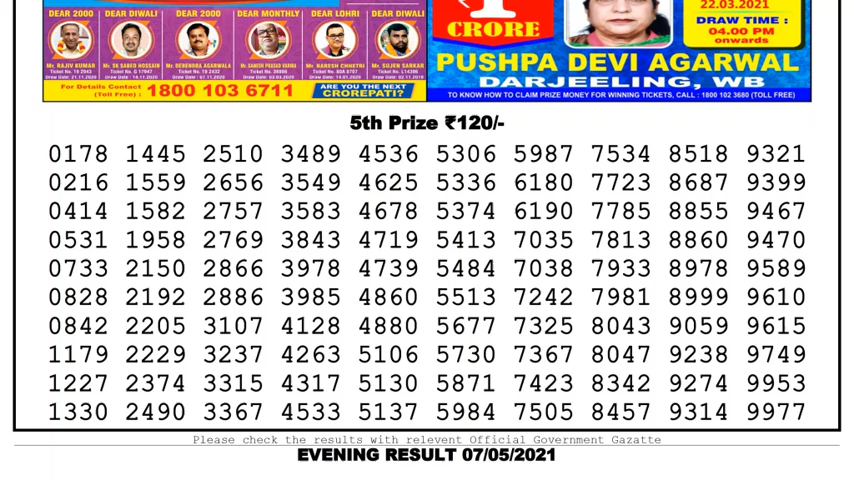 DEAR 2000 DEAR DIWALI DEAR 2000 DEAR MONTHLY DEAR LOHRI DEAR DIWALI
Mr. RAJIV KUMAR Mr. SK SABED HOSSAIN Mr. DEBENDRA AGARWALA Mr. GANESH PRASAD VARMA Mr. NARESH CHHETRI Mr. SUJEN SARKAR
For Details Contact
(Toll Free) : 1800 103 6711 ARE YOU THE NEXT
CROREPATI?
1
CRORE
22.03.2021
DRAW TIME :
04.00 PM
onwards
PUSHPA DEVI AGARWAL
DARJEELING, WB
TO KNOW HOW TO CLAIM PRIZE MONEY FOR WINNING TICKETS, CALL : 1800 102 3680 (TOLL FREE)
5th Prize ₹120/-
0178 1445 2510 3489 4536 5306 5987 7534 8518 9321
0216 1559 2656 3549 4625 5336 6180 7723 8687 9399
0414 1582 2757 3583 4678 5374 6190 7785 8855 9467
0531 1958 2769 3843 4719 5413 7035 7813 8860 9470
0733 2150 2866 3978 4739 5484 7038 7933 8978 9589
0828 2192 2886 3985 4860 5513 7242 7981 8999 9610
0842 2205 3107 4128 4880 5677 7325 8043 9059 9615
1179 2229 3237 4263 5106 5730 7367 8047 9238 9749
1227 2374 3315 4317 5130 5871 7423 8342 9274 9953
1330 2490 3367 4533 5137 5984 7505 8457 9314 9977
Please check the results with relevent Official Government Gazatte
EVENING RESULT 07/05/2021